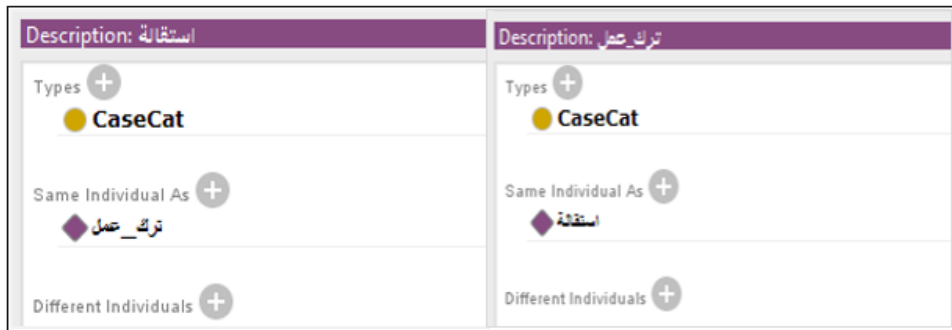 Description: استقالة
Types
CaseCat
Same Individual As
ترك_عمل
Different Individuals
Description: ترك_عمل
Types
CaseCat
Same Individual As
استقالة
Different Individuals